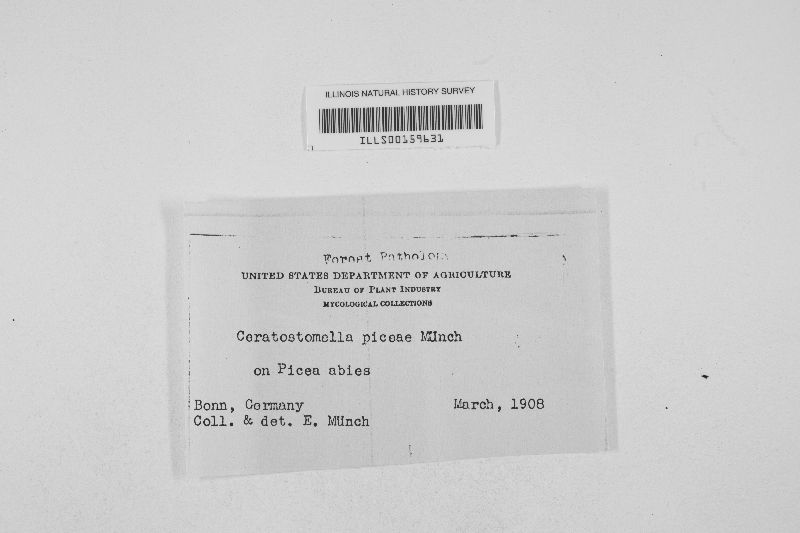 ILLINOIS NATURAL HISTORY SURVEY
ILLS00159631
Forest Pathology
UNITED STATES DEPARTMENT OF AGRICULTURE
BUREAU OF PLANT INDUSTRY
MYCOLOGICAL COLLECTIONS
Ceratostomella piceae Münch
on Picea abies
Bonn, Germany March, 1908
Coll. & det. E. Münch